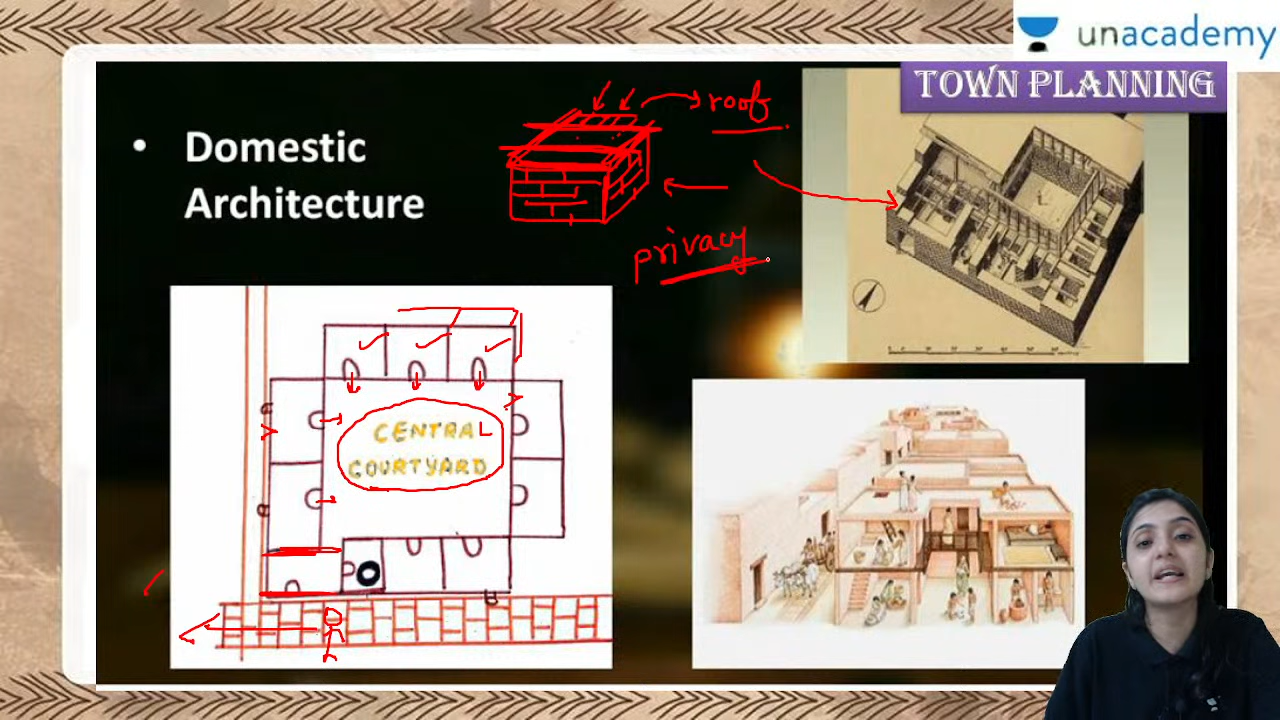 unacademy
TOWN PLANNING
• Domestic
Architecture
roof
privacy
CENTRAL
COURTYARD